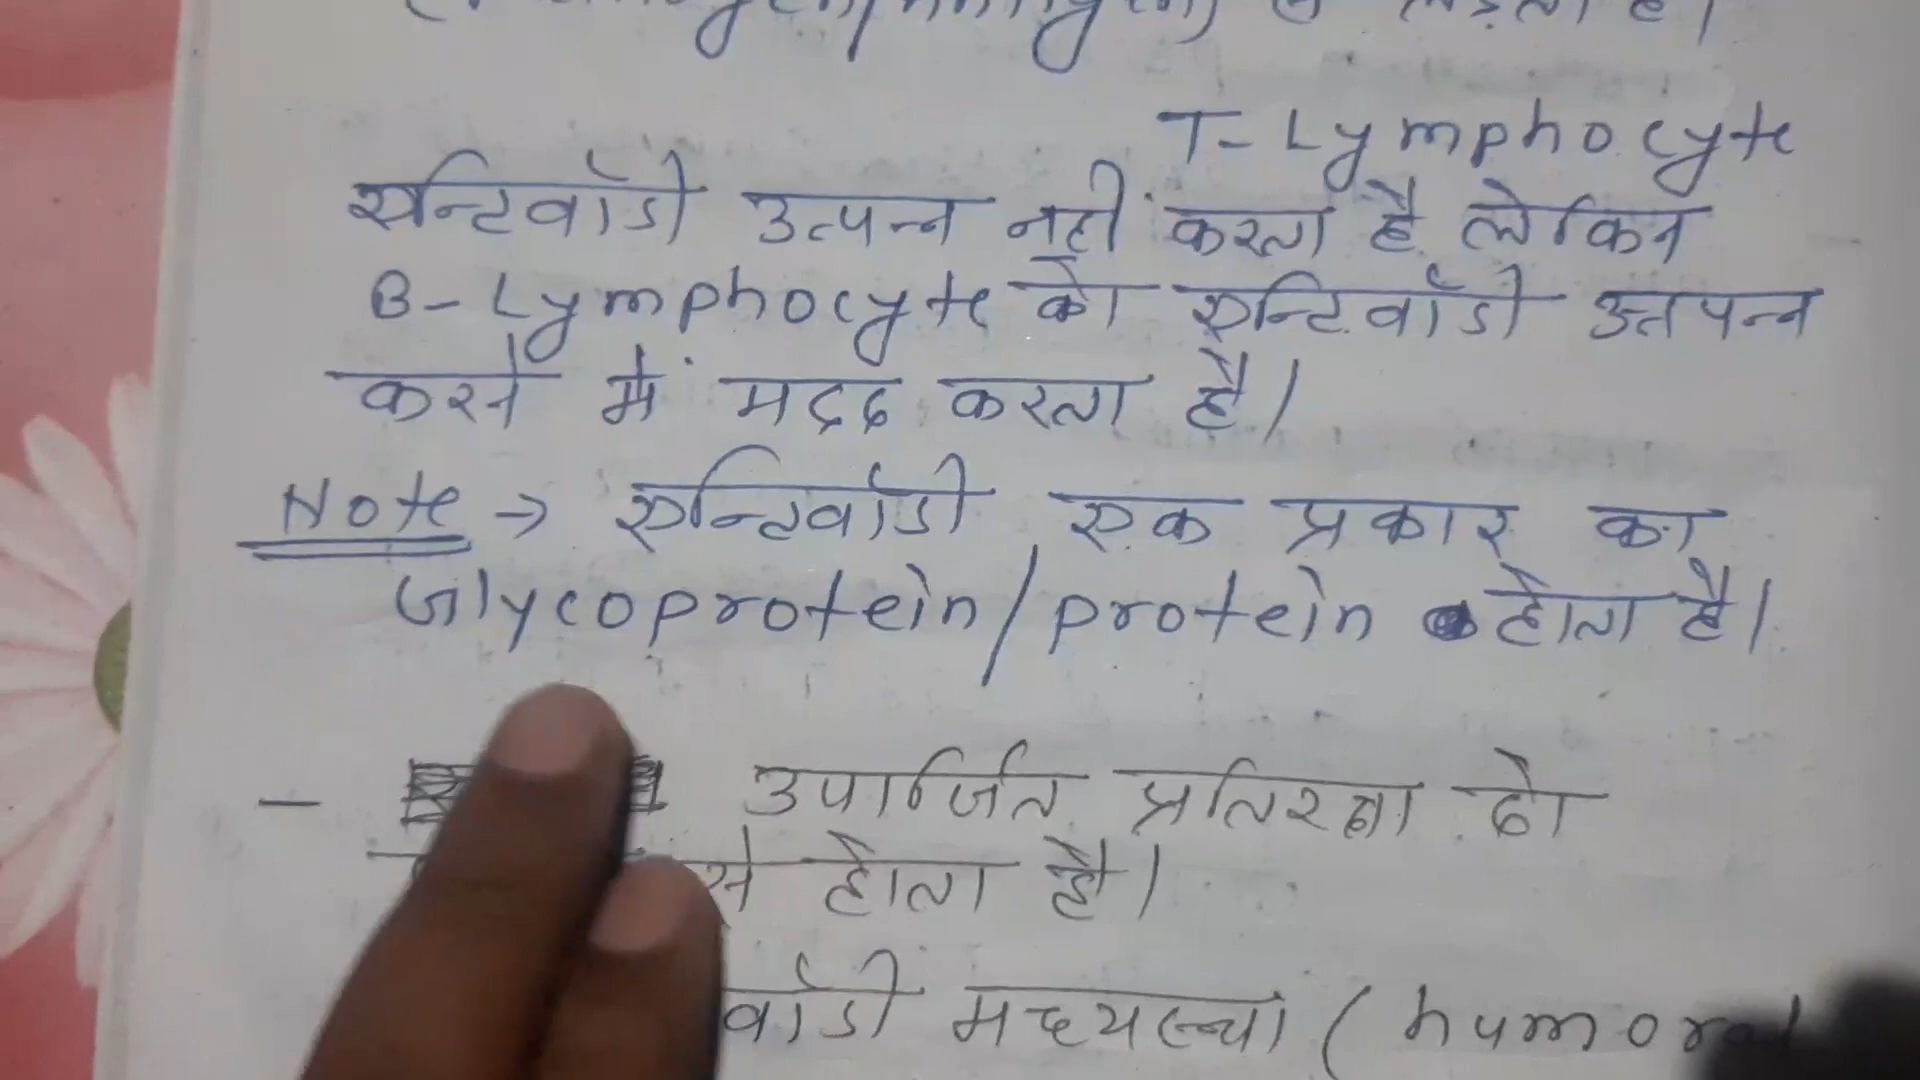 T-Lymphocyte
एन्टिबॉडी उत्पन्न नहीं करता है लेकिन
B-Lymphocyte को एन्टिबॉडी उत्तपन्न
करने में मदद करता है।
Note → एन्टिबॉडी एक प्रकार का
Glycoprotein/protein होता है।
- उपार्जित प्रतिरक्षा दो
से होता है।
बॉडी मध्यस्था (humoral